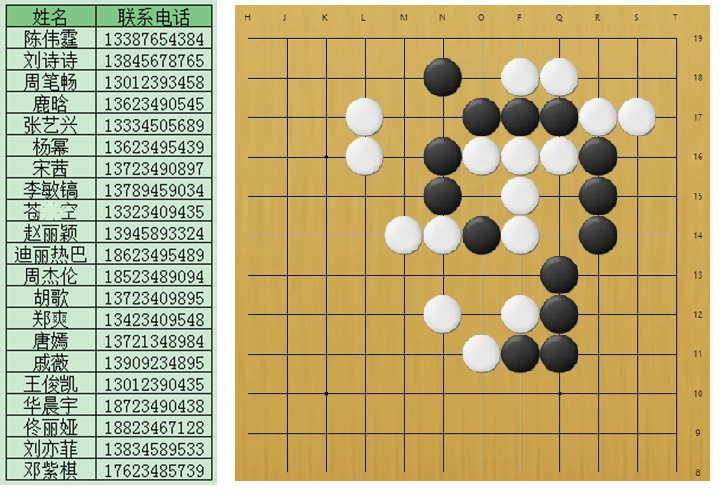 姓名 联系电话
陈伟霆 13387654384
刘诗诗 13845678765
周笔畅 13012393458
鹿晗 13623490545
张艺兴 13334505689
杨幂 13623495439
宋茜 13723490897
李敏镐 13789459034
苍 空 13323409435
赵丽颖 13945893324
迪丽热巴 18623495489
周杰伦 18523489094
胡歌 13723409895
郑爽 13423409548
唐嫣 13721348984
戚薇 13909234895
王俊凯 13012390435
华晨宇 18723490438
佟丽娅 18823467128
刘亦菲 13834589533
邓紫棋 17623485739
H J K L M N O P Q R S T
19
18
17
16
15
14
13
12
11
10
9
8